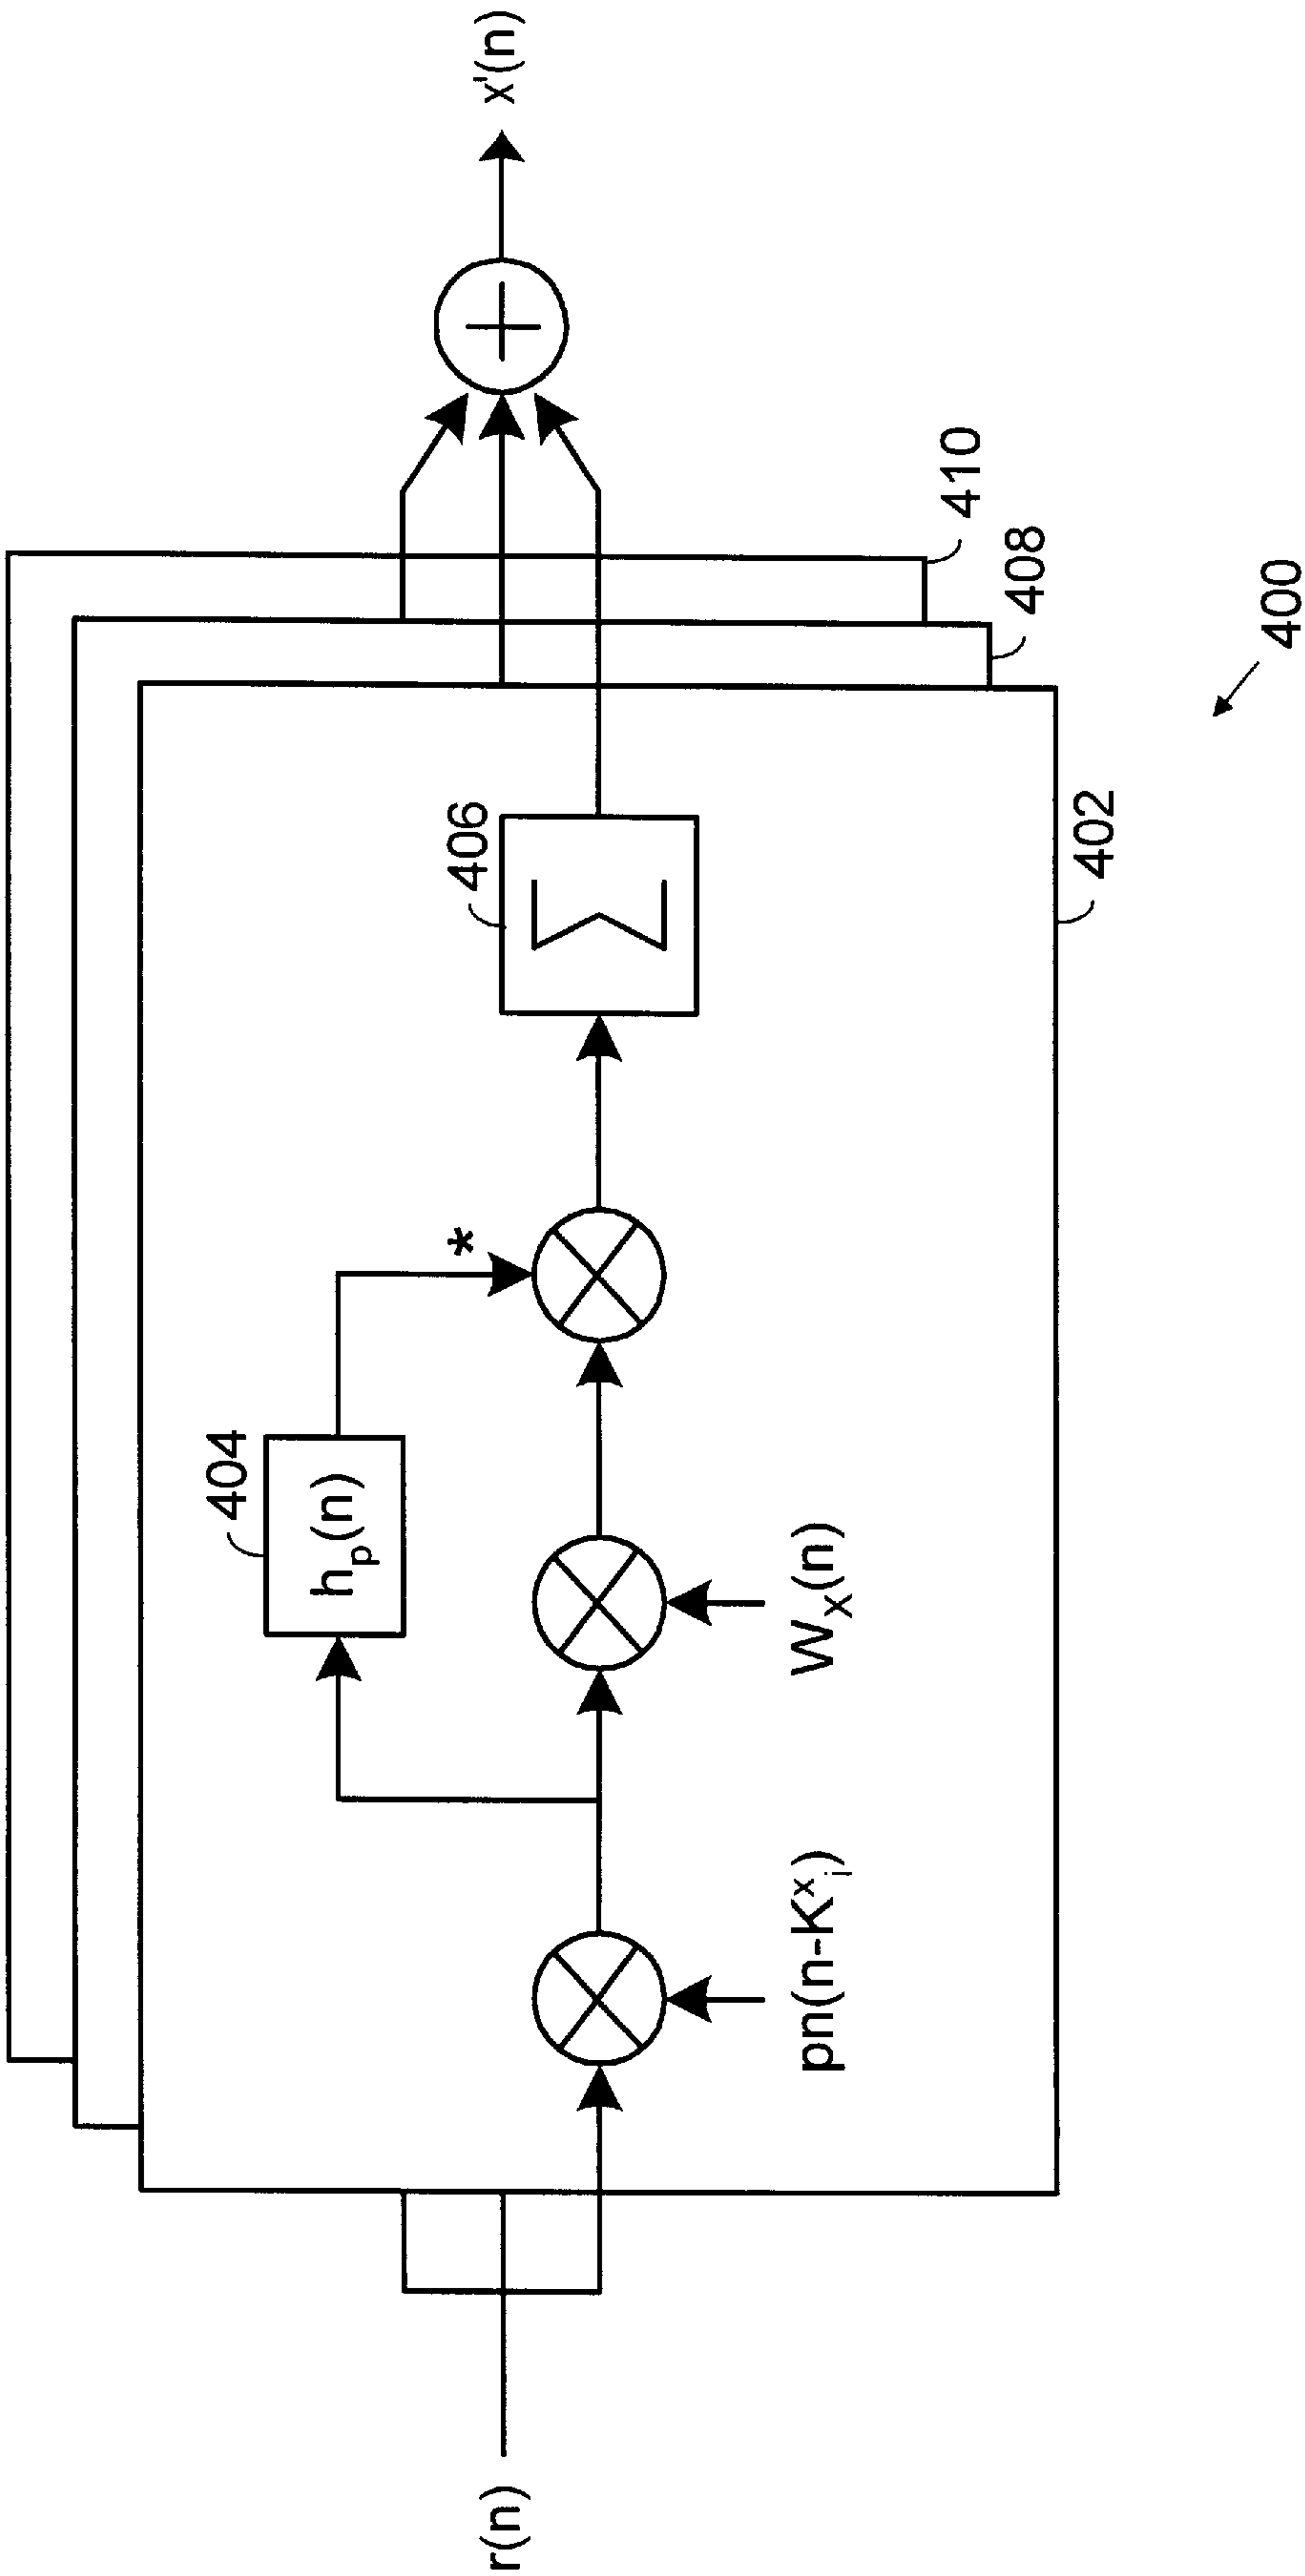 r(n)
pn(n-K^x_i)
W_X(n)
404
h_p(n)
*
406
Σ
402
408
410
x'(n)
400